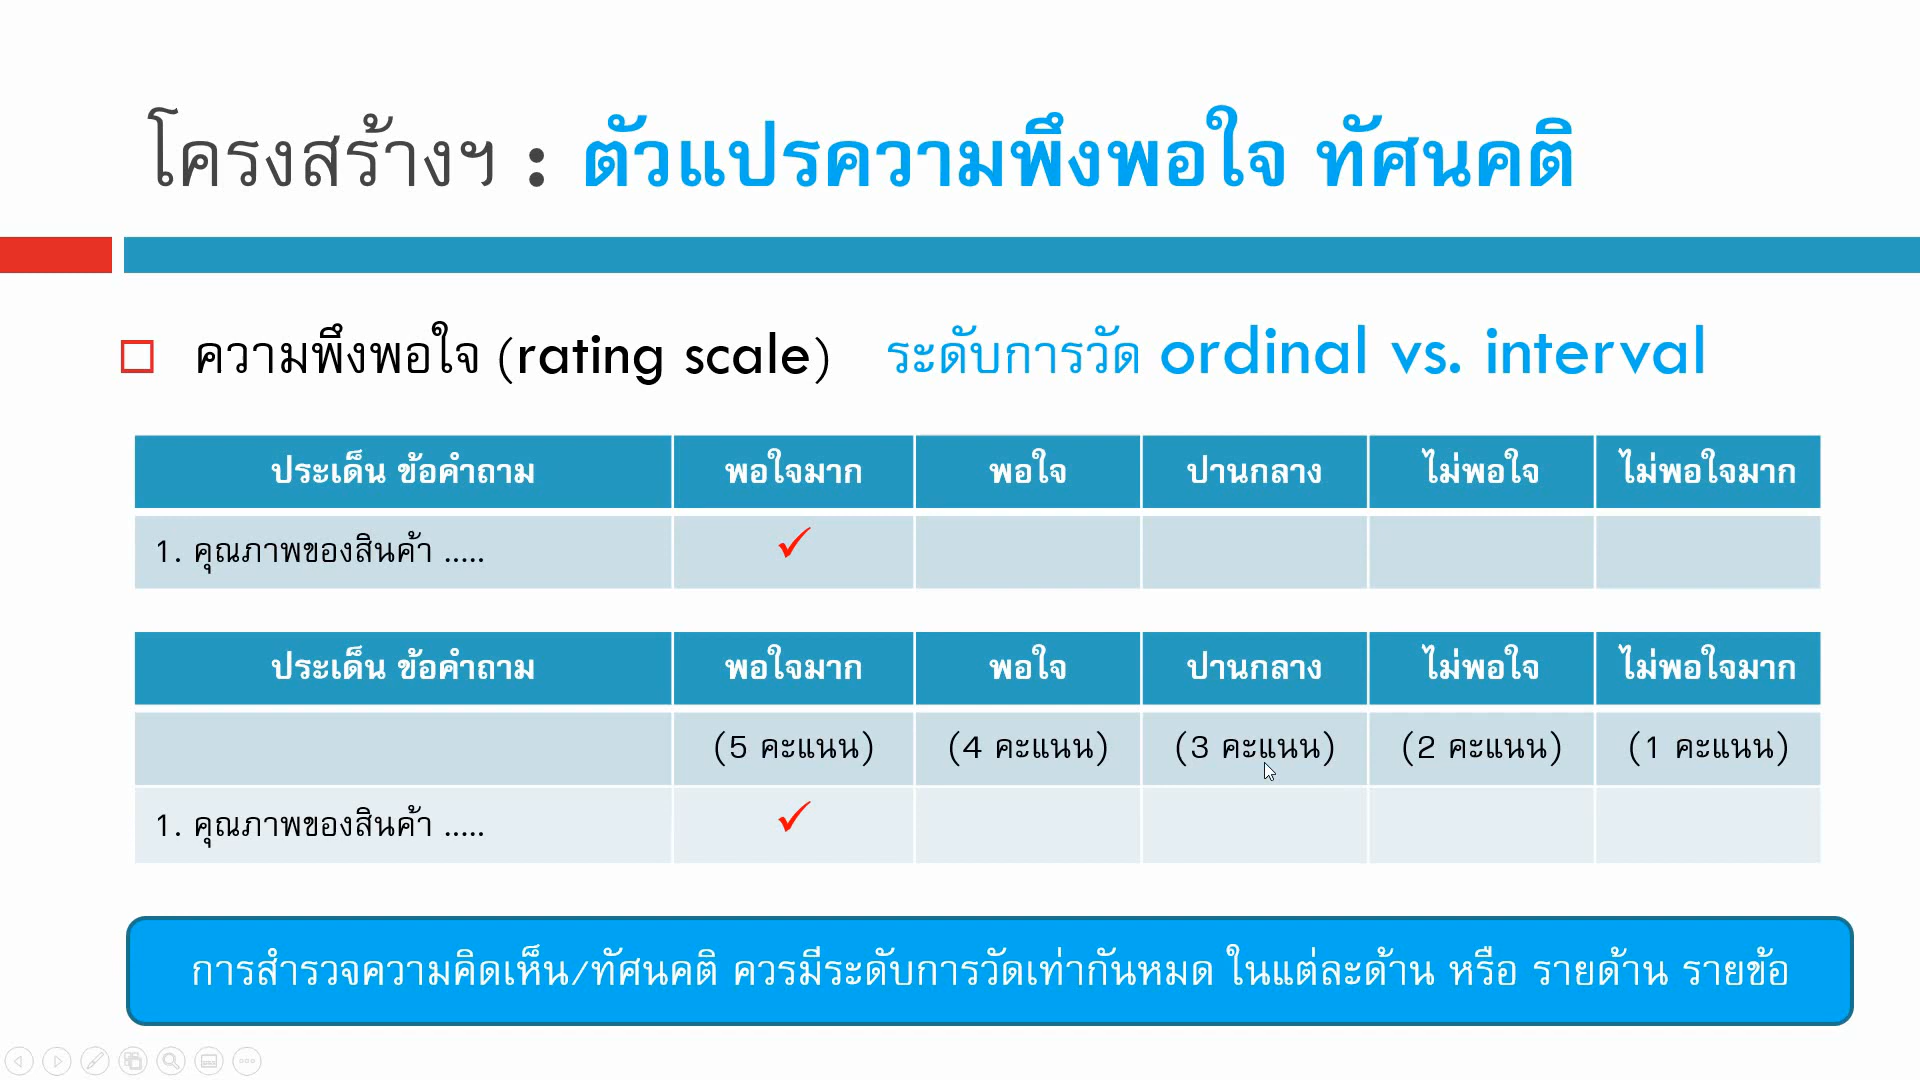 โครงสร้างฯ : ตัวแปรความพึงพอใจ ทัศนคติ
ความพึงพอใจ (rating scale) ระดับการวัด ordinal vs. interval
ประเด็น ข้อคำถาม พอใจมาก พอใจ ปานกลาง ไม่พอใจ ไม่พอใจมาก
1. คุณภาพของสินค้า .....
ประเด็น ข้อคำถาม พอใจมาก พอใจ ปานกลาง ไม่พอใจ ไม่พอใจมาก
(5 คะแนน) (4 คะแนน) (3 คะแนน) (2 คะแนน) (1 คะแนน)
1. คุณภาพของสินค้า .....
การสำรวจความคิดเห็น/ทัศนคติ ควรมีระดับการวัดเท่ากันหมด ในแต่ละด้าน หรือ รายด้าน รายข้อ